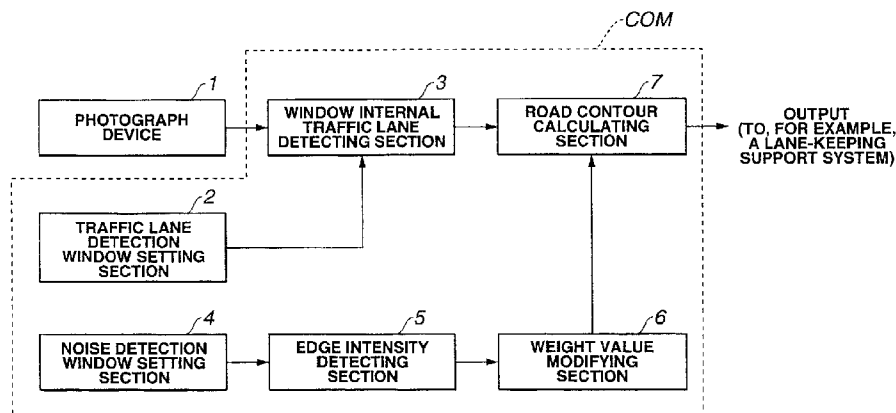 COM
1
PHOTOGRAPH
DEVICE
3
WINDOW INTERNAL
TRAFFIC LANE
DETECTING SECTION
7
ROAD CONTOUR
CALCULATING
SECTION
OUTPUT
(TO, FOR EXAMPLE,
A LANE-KEEPING
SUPPORT SYSTEM)
2
TRAFFIC LANE
DETECTION
WINDOW SETTING
SECTION
4
NOISE DETECTION
WINDOW SETTING
SECTION
5
EDGE INTENSITY
DETECTING
SECTION
6
WEIGHT VALUE
MODIFYING
SECTION